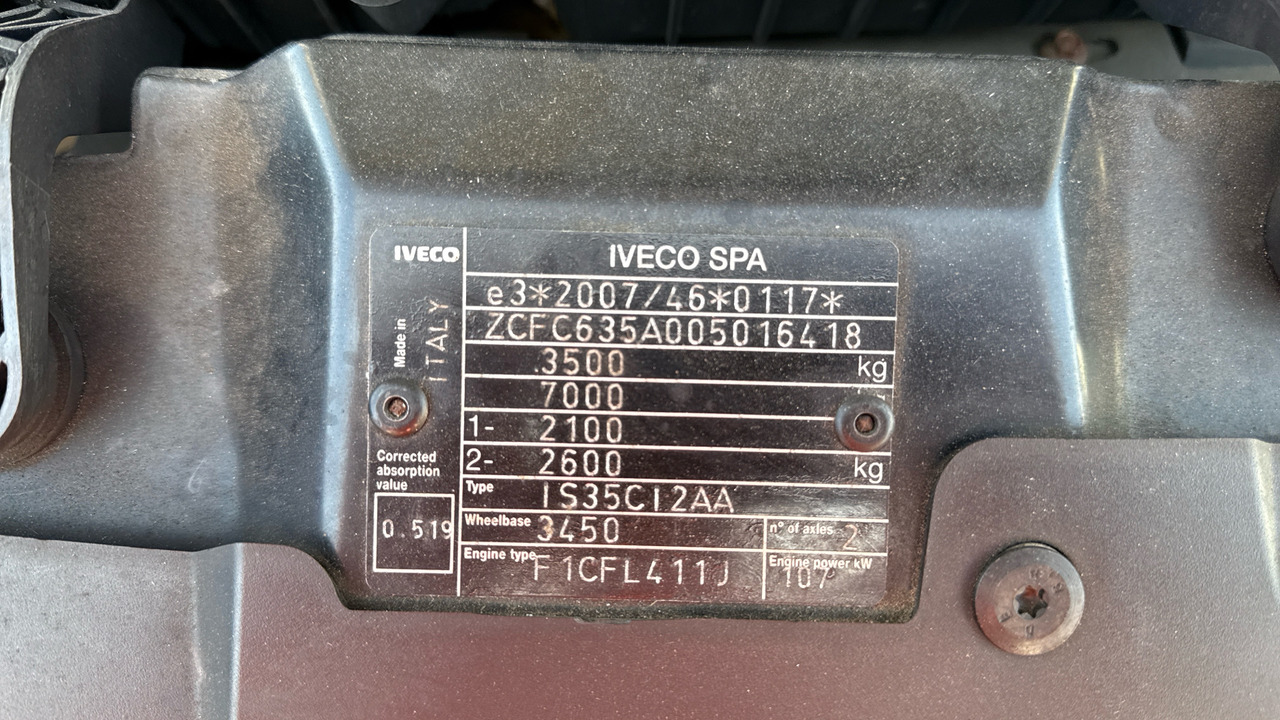 IVECO
IVECO SPA
Made in
ITALY
e3*2007/46*0117*
ZCFC635A005016418
3500 kg
7000
1- 2100
2- 2600 kg
Corrected
absorption
value
0.519
Type IS35CI2AA
Wheelbase 3450
n° of axles 2
Engine type F1CFL411J
Engine power kW 107